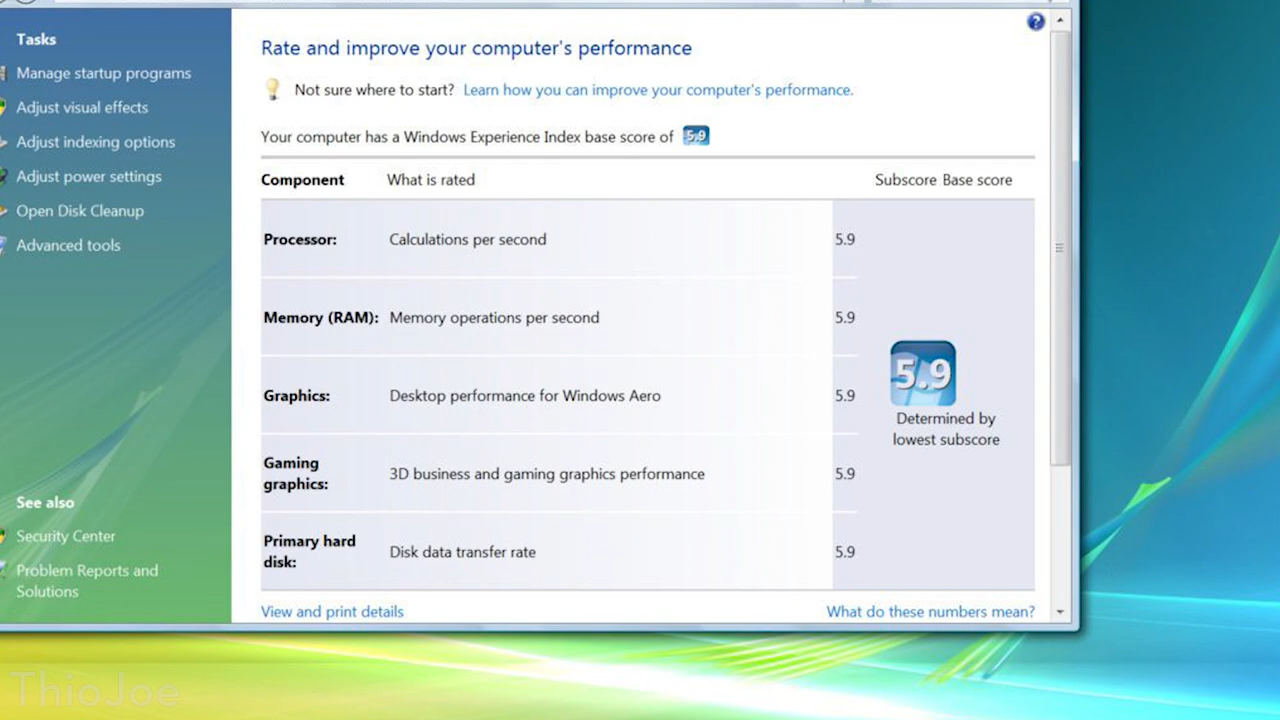 Tasks
Manage startup programs
Adjust visual effects
Adjust indexing options
Adjust power settings
Open Disk Cleanup
Advanced tools
See also
Security Center
Problem Reports and
Solutions
?
Rate and improve your computer's performance
Not sure where to start? Learn how you can improve your computer's performance.
Your computer has a Windows Experience Index base score of 5.9
Component What is rated Subscore Base score
Processor: Calculations per second 5.9
Memory (RAM): Memory operations per second 5.9
Graphics: Desktop performance for Windows Aero 5.9
Gaming
graphics: 3D business and gaming graphics performance 5.9
Primary hard
disk: Disk data transfer rate 5.9
5.9
Determined by
lowest subscore
View and print details What do these numbers mean?
ThioJoe